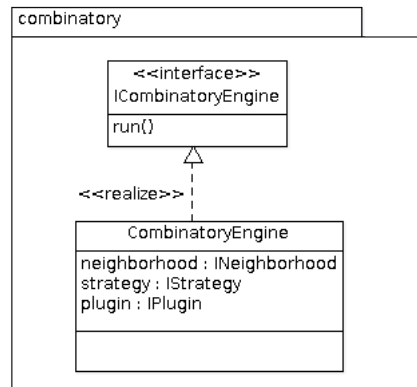 combinatory
<<interface>>
ICombinatoryEngine
run()
<<realize>>
CombinatoryEngine
neighborhood : INeighborhood
strategy : IStrategy
plugin : IPlugin